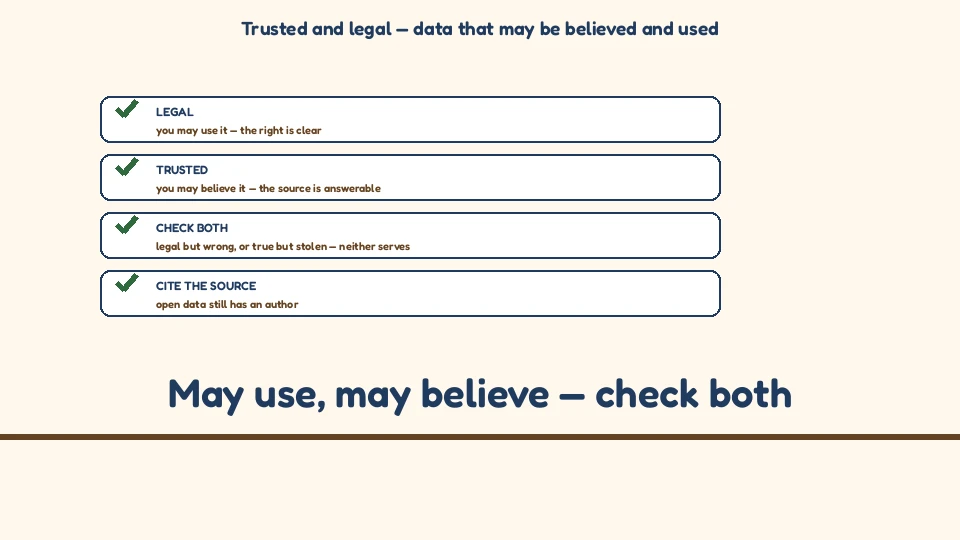 Trusted and legal — data that may be believed and used
LEGAL
you may use it — the right is clear
TRUSTED
you may believe it — the source is answerable
CHECK BOTH
legal but wrong, or true but stolen — neither serves
CITE THE SOURCE
open data still has an author
May use, may believe — check both